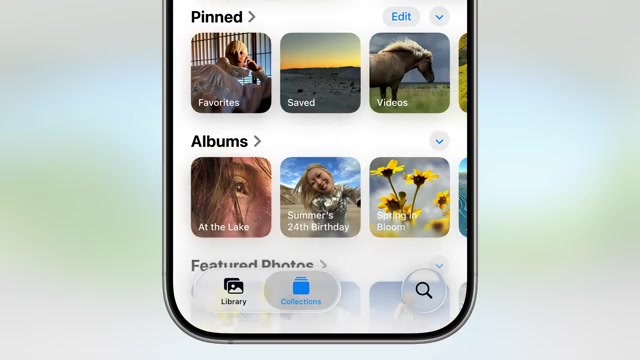 Pinned
Edit
Favorites
Saved
Videos
Albums
At the Lake
Summer's
24th Birthday
Spring in
Bloom
Featured Photos
Library
Collections